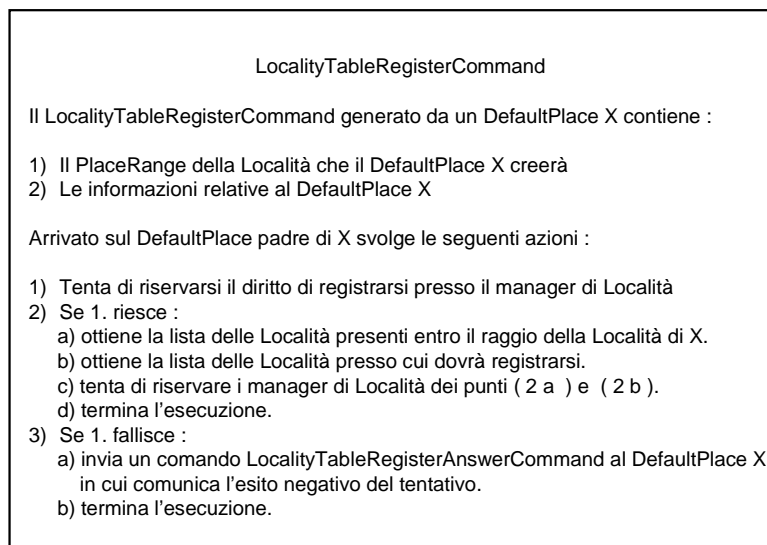 LocalityTableRegisterCommand
Il LocalityTableRegisterCommand generato da un DefaultPlace X contiene :
1) Il PlaceRange della Località che il DefaultPlace X creerà
2) Le informazioni relative al DefaultPlace X
Arrivato sul DefaultPlace padre di X svolge le seguenti azioni :
1) Tenta di riservarsi il diritto di registrarsi presso il manager di Località
2) Se 1. riesce :
a) ottiene la lista delle Località presenti entro il raggio della Località di X.
b) ottiene la lista delle Località presso cui dovrà registrarsi.
c) tenta di riservare i manager di Località dei punti ( 2 a ) e ( 2 b ).
d) termina l'esecuzione.
3) Se 1. fallisce :
a) invia un comando LocalityTableRegisterAnswerCommand al DefaultPlace X
in cui comunica l'esito negativo del tentativo.
b) termina l'esecuzione.